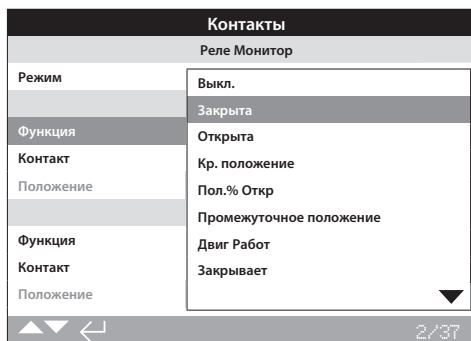 Контакты
Реле Монитор
Режим
Функция
Контакт
Положение
Функция
Контакт
Положение
Выкл.
Закрыта
Открыта
Кр. положение
Пол.% Откр
Промежуточное положение
Двиг Работ
Закрывает
2/37